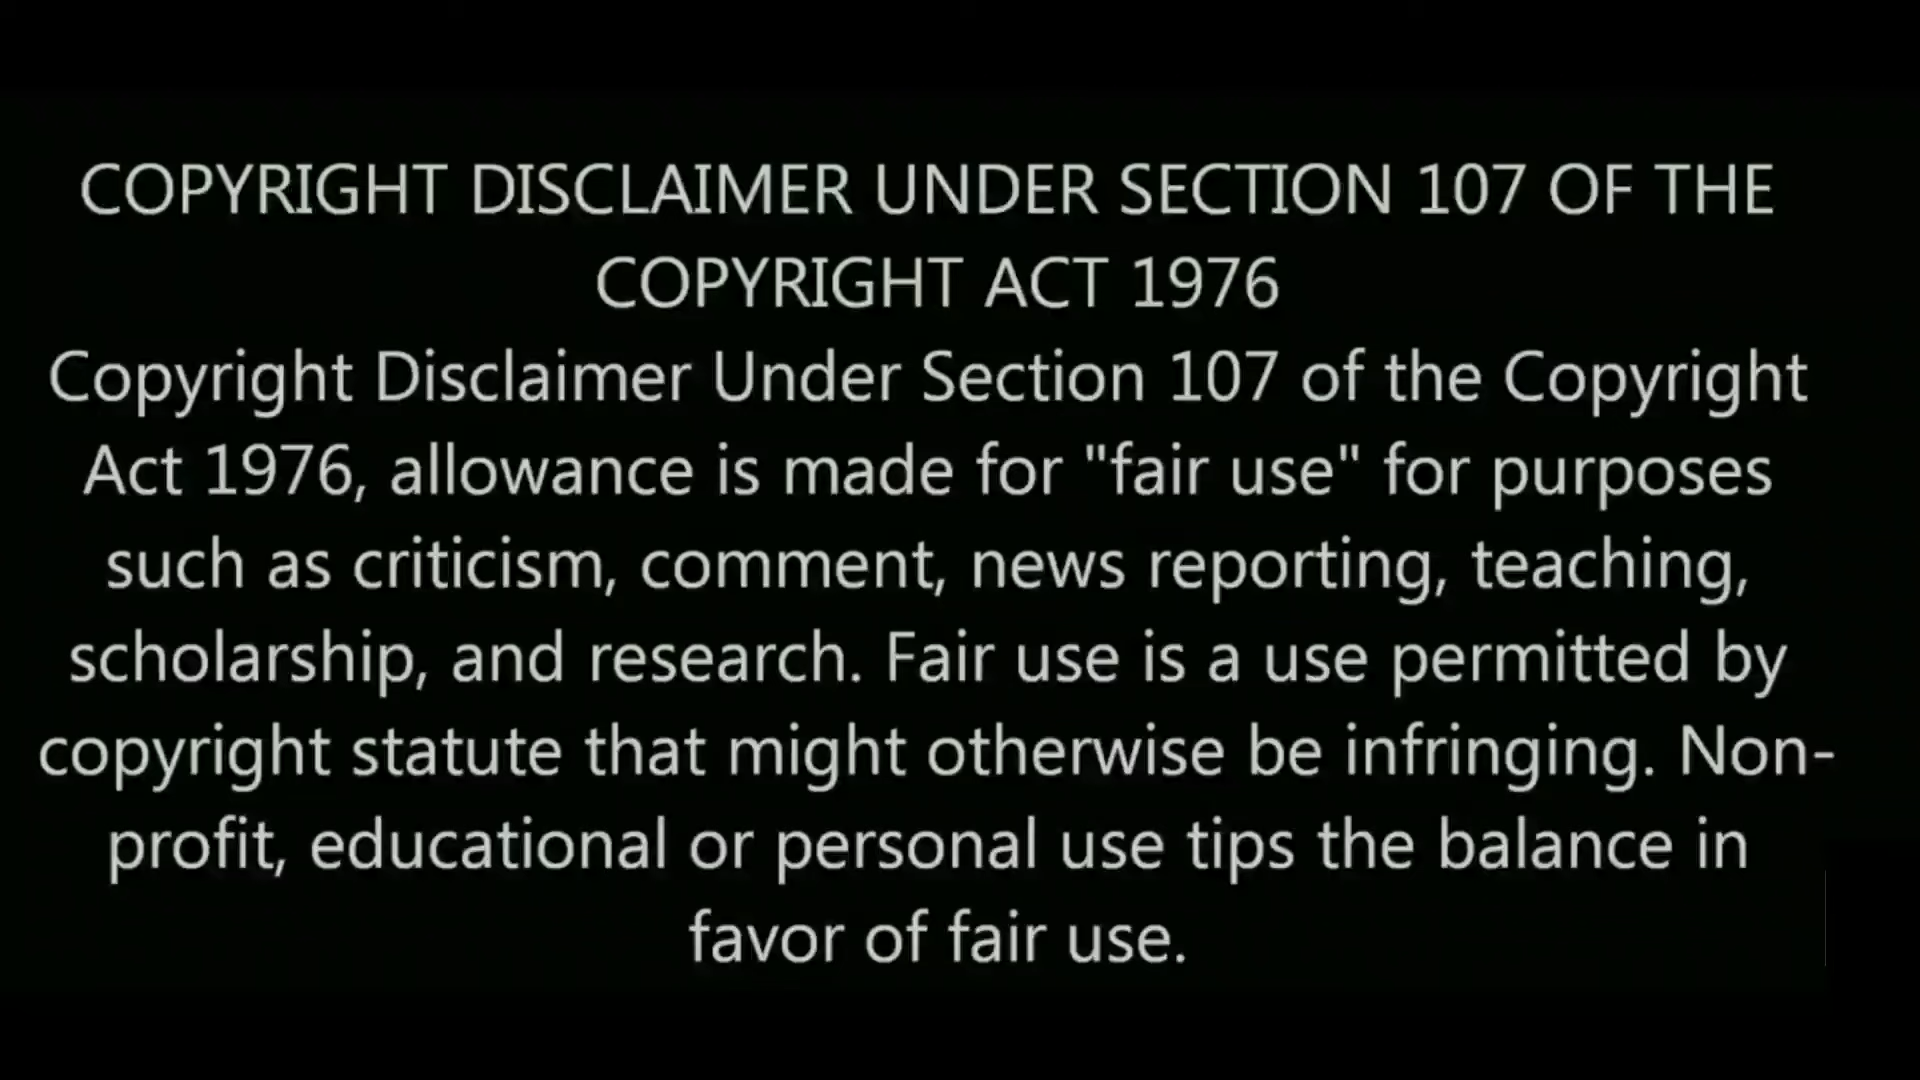 COPYRIGHT DISCLAIMER UNDER SECTION 107 OF THE
COPYRIGHT ACT 1976
Copyright Disclaimer Under Section 107 of the Copyright
Act 1976, allowance is made for "fair use" for purposes
such as criticism, comment, news reporting, teaching,
scholarship, and research. Fair use is a use permitted by
copyright statute that might otherwise be infringing. Non-
profit, educational or personal use tips the balance in
favor of fair use.